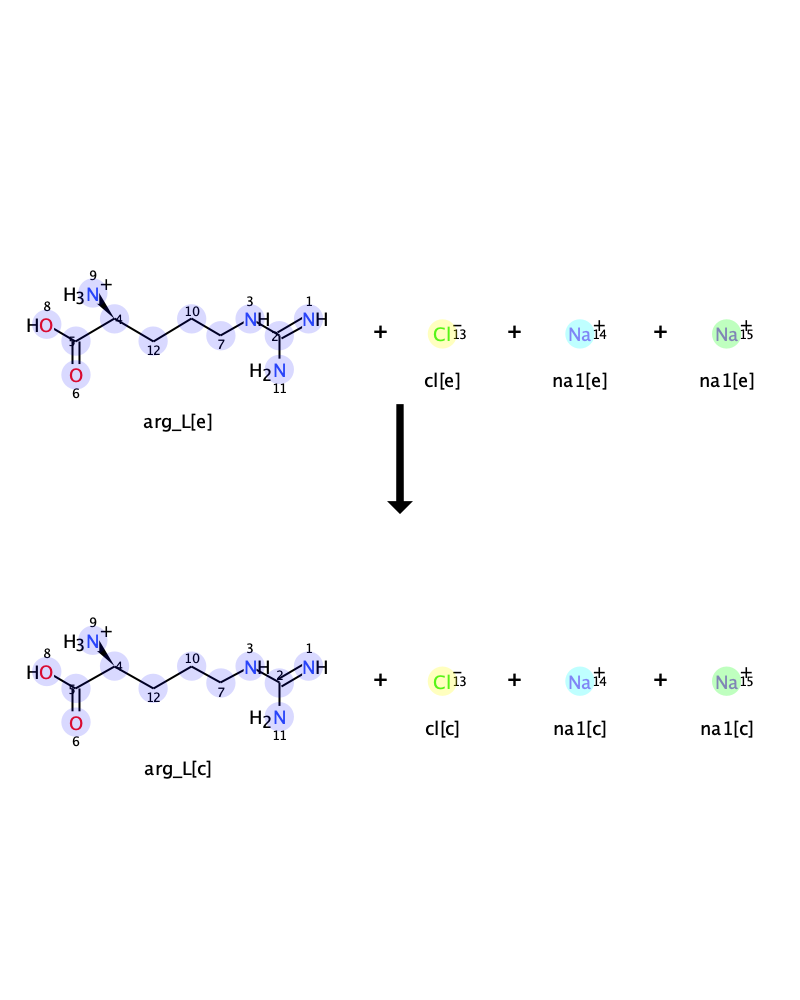 9
H3N+
8
HO
5
4
10
3
NH
1
NH
12
7
2
O
6
H2N
11
+
Cl−13
+
Na+14
+
Na+15
cl[e]
na1[e]
na1[e]
arg_L[e]
9
H3N+
8
HO
5
4
10
3
NH
1
NH
12
7
2
O
6
H2N
11
+
Cl−13
+
Na+14
+
Na+15
cl[c]
na1[c]
na1[c]
arg_L[c]